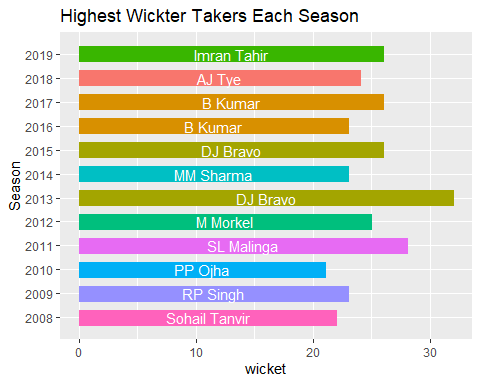 Highest Wickter Takers Each Season
2019 Imran Tahir
2018 AJ Tye
2017 B Kumar
2016 B Kumar
2015 DJ Bravo
2014 MM Sharma
2013 DJ Bravo
2012 M Morkel
2011 SL Malinga
2010 PP Ojha
2009 RP Singh
2008 Sohail Tanvir
Season
0 10 20 30
wicket